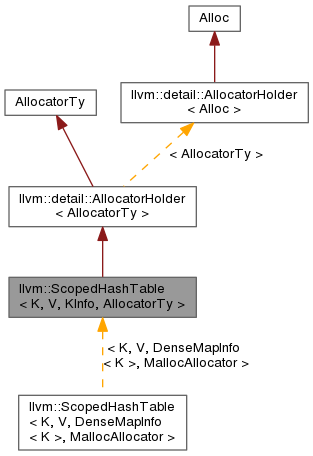 Alloc
llvm::detail::AllocatorHolder
< Alloc >
AllocatorTy
< AllocatorTy >
llvm::detail::AllocatorHolder
< AllocatorTy >
llvm::ScopedHashTable
< K, V, KInfo, AllocatorTy >
< K, V, DenseMapInfo
< K >, MallocAllocator >
llvm::ScopedHashTable
< K, V, DenseMapInfo
< K >, MallocAllocator >